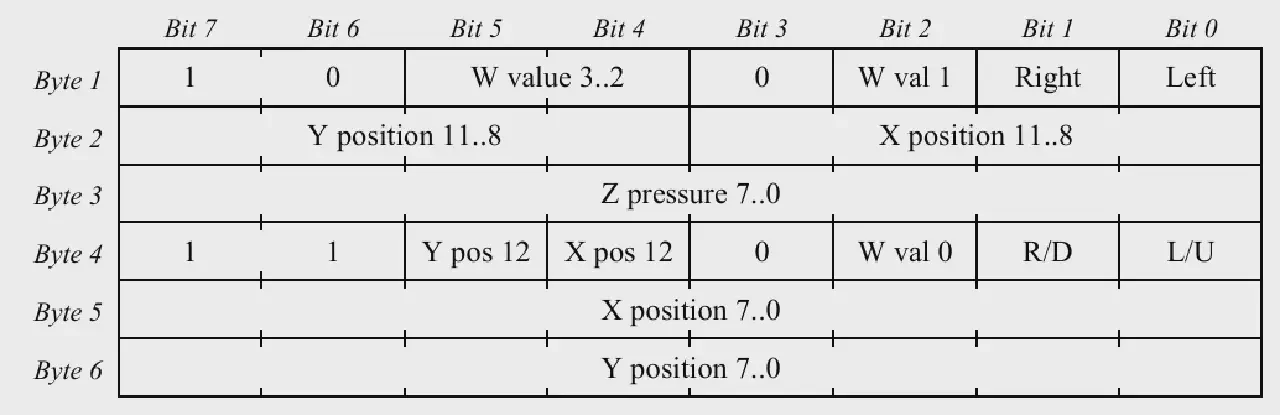 Bit 7 Bit 6 Bit 5 Bit 4 Bit 3 Bit 2 Bit 1 Bit 0
Byte 1 1 0 W value 3..2 0 W val 1 Right Left
Byte 2 Y position 11..8 X position 11..8
Byte 3 Z pressure 7..0
Byte 4 1 1 Y pos 12 X pos 12 0 W val 0 R/D L/U
Byte 5 X position 7..0
Byte 6 Y position 7..0